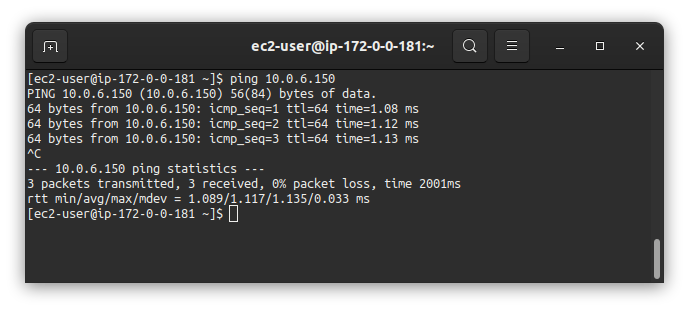 ec2-user@ip-172-0-0-181:~
[ec2-user@ip-172-0-0-181 ~]$ ping 10.0.6.150
PING 10.0.6.150 (10.0.6.150) 56(84) bytes of data.
64 bytes from 10.0.6.150: icmp_seq=1 ttl=64 time=1.08 ms
64 bytes from 10.0.6.150: icmp_seq=2 ttl=64 time=1.12 ms
64 bytes from 10.0.6.150: icmp_seq=3 ttl=64 time=1.13 ms
^C
--- 10.0.6.150 ping statistics ---
3 packets transmitted, 3 received, 0% packet loss, time 2001ms
rtt min/avg/max/mdev = 1.089/1.117/1.135/0.033 ms
[ec2-user@ip-172-0-0-181 ~]$